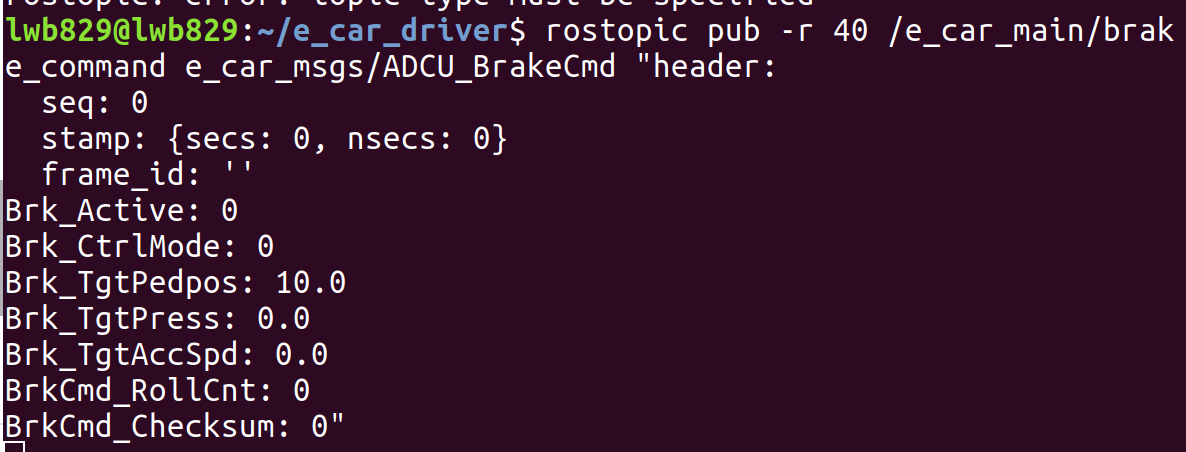 rostopic: error: topic type must be specified
lwb829@lwb829:~/e_car_driver$ rostopic pub -r 40 /e_car_main/brak
e_command e_car_msgs/ADCU_BrakeCmd "header:
  seq: 0
  stamp: {secs: 0, nsecs: 0}
  frame_id: ''
Brk_Active: 0
Brk_CtrlMode: 0
Brk_TgtPedpos: 10.0
Brk_TgtPress: 0.0
Brk_TgtAccSpd: 0.0
BrkCmd_RollCnt: 0
BrkCmd_Checksum: 0"